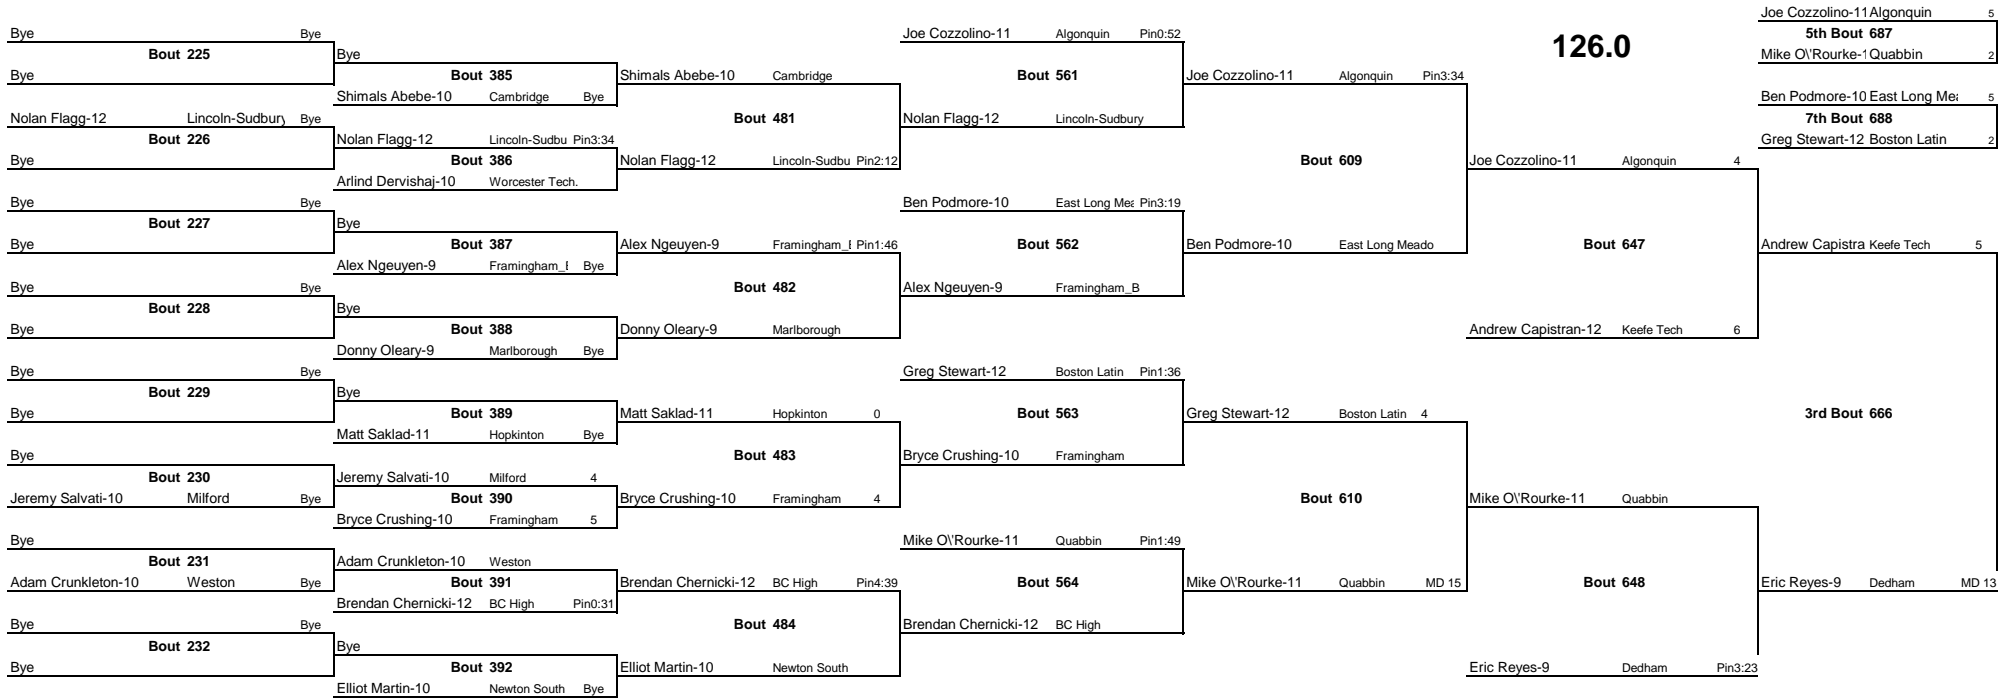 Joe Cozzolino-11 Algonquin 5
Bye Bye Joe Cozzolino-11 Algonquin Pin0:52 126.0 5th Bout 687
Bout 225 Bye Mike O\'Rourke-1 Quabbin 2
Bye Bout 385 Shimals Abebe-10 Cambridge Bout 561 Joe Cozzolino-11 Algonquin Pin3:34
Shimals Abebe-10 Cambridge Bye Ben Podmore-10 East Long Mea 5
Nolan Flagg-12 Lincoln-Sudbury Bye Bout 481 Nolan Flagg-12 Lincoln-Sudbury 7th Bout 688
Bout 226 Nolan Flagg-12 Lincoln-Sudbu Pin3:34 Greg Stewart-12 Boston Latin 2
Bye Bout 386 Nolan Flagg-12 Lincoln-Sudbu Pin2:12 Bout 609 Joe Cozzolino-11 Algonquin 4
Arlind Dervishaj-10 Worcester Tech.
Bye Bye Ben Podmore-10 East Long Mea Pin3:19
Bout 227 Bye
Bye Bout 387 Alex Ngeuyen-9 Framingham_B Pin1:46 Bout 562 Ben Podmore-10 East Long Meado Bout 647 Andrew Capistra Keefe Tech 5
Alex Ngeuyen-9 Framingham_B Bye
Bye Bye Bout 482 Alex Ngeuyen-9 Framingham_B
Bout 228 Bye
Bye Bout 388 Donny Oleary-9 Marlborough Andrew Capistran-12 Keefe Tech 6
Donny Oleary-9 Marlborough Bye
Bye Bye Greg Stewart-12 Boston Latin Pin1:36
Bout 229 Bye
Bye Bout 389 Matt Saklad-11 Hopkinton 0 Bout 563 Greg Stewart-12 Boston Latin 4 3rd Bout 666
Matt Saklad-11 Hopkinton Bye
Bye Bout 483 Bryce Crushing-10 Framingham
Bout 230 Jeremy Salvati-10 Milford 4
Jeremy Salvati-10 Milford Bye Bout 390 Bryce Crushing-10 Framingham 4 Bout 610 Mike O\'Rourke-11 Quabbin
Bryce Crushing-10 Framingham 5
Bye Mike O\'Rourke-11 Quabbin Pin1:49
Bout 231 Adam Crunkleton-10 Weston
Adam Crunkleton-10 Weston Bye Bout 391 Brendan Chernicki-12 BC High Pin4:39 Bout 564 Mike O\'Rourke-11 Quabbin MD 15 Bout 648 Eric Reyes-9 Dedham MD 13
Brendan Chernicki-12 BC High Pin0:31
Bye Bye Bout 484 Brendan Chernicki-12 BC High
Bout 232 Bye
Bye Bout 392 Elliot Martin-10 Newton South Eric Reyes-9 Dedham Pin3:23
Elliot Martin-10 Newton South Bye